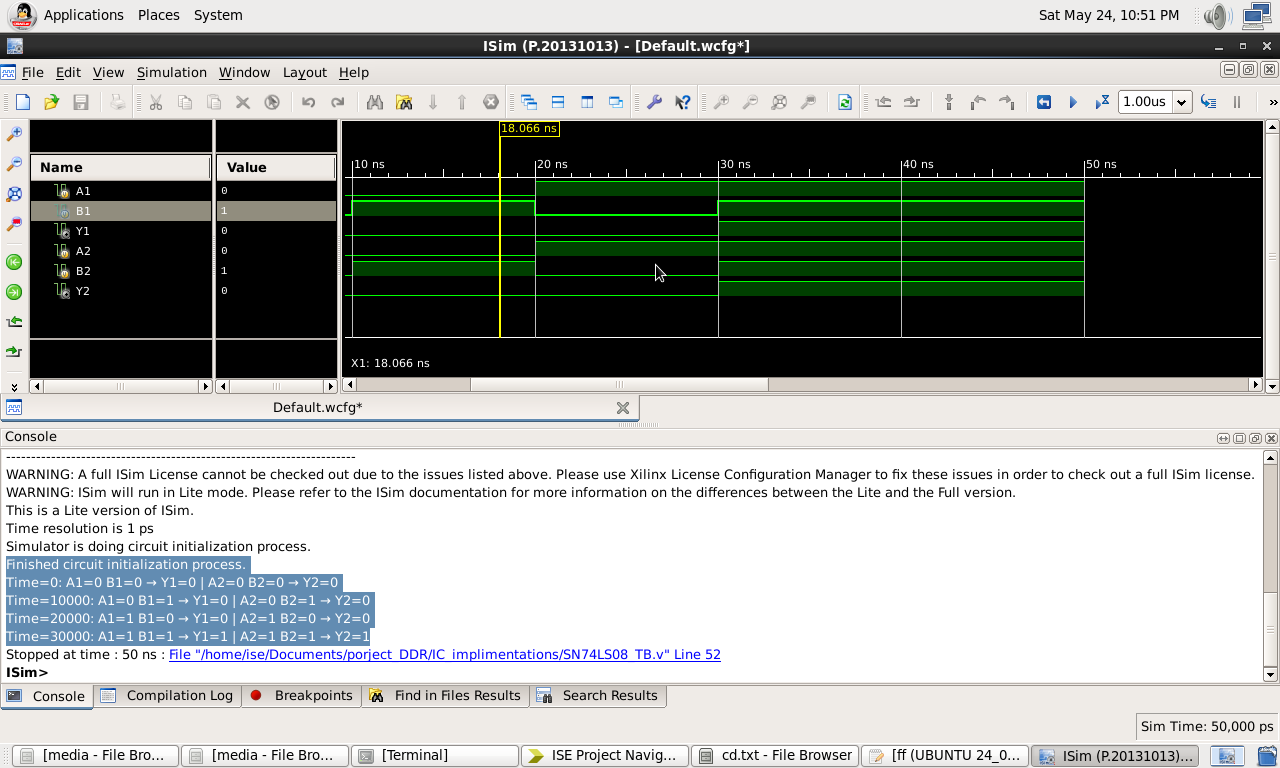 Applications Places System Sat May 24, 10:51 PM
ISim (P.20131013) - [Default.wcfg*]
File Edit View Simulation Window Layout Help
1.00us »
18.066 ns
Name Value 10 ns 20 ns 30 ns 40 ns 50 ns
A1 0
B1 1
Y1 0
A2 0
B2 1
Y2 0
X1: 18.066 ns
Default.wcfg*
Console
--------------------------------------------------------------------
WARNING: A full ISim License cannot be checked out due to the issues listed above. Please use Xilinx License Configuration Manager to fix these issues in order to check out a full ISim license.
WARNING: ISim will run in Lite mode. Please refer to the ISim documentation for more information on the differences between the Lite and the Full version.
This is a Lite version of ISim.
Time resolution is 1 ps
Simulator is doing circuit initialization process.
Finished circuit initialization process.
Time=0: A1=0 B1=0 → Y1=0 | A2=0 B2=0 → Y2=0
Time=10000: A1=0 B1=1 → Y1=0 | A2=0 B2=1 → Y2=0
Time=20000: A1=1 B1=0 → Y1=0 | A2=1 B2=0 → Y2=0
Time=30000: A1=1 B1=1 → Y1=1 | A2=1 B2=1 → Y2=1
Stopped at time : 50 ns : File "/home/ise/Documents/porject_DDR/IC_implimentations/SN74LS08_TB.v" Line 52
ISim>
Console Compilation Log Breakpoints Find in Files Results Search Results
Sim Time: 50,000 ps
[media - File Bro... [media - File Bro... [Terminal] ISE Project Navig... cd.txt - File Browser [ff (UBUNTU 24_0... ISim (P.20131013)...